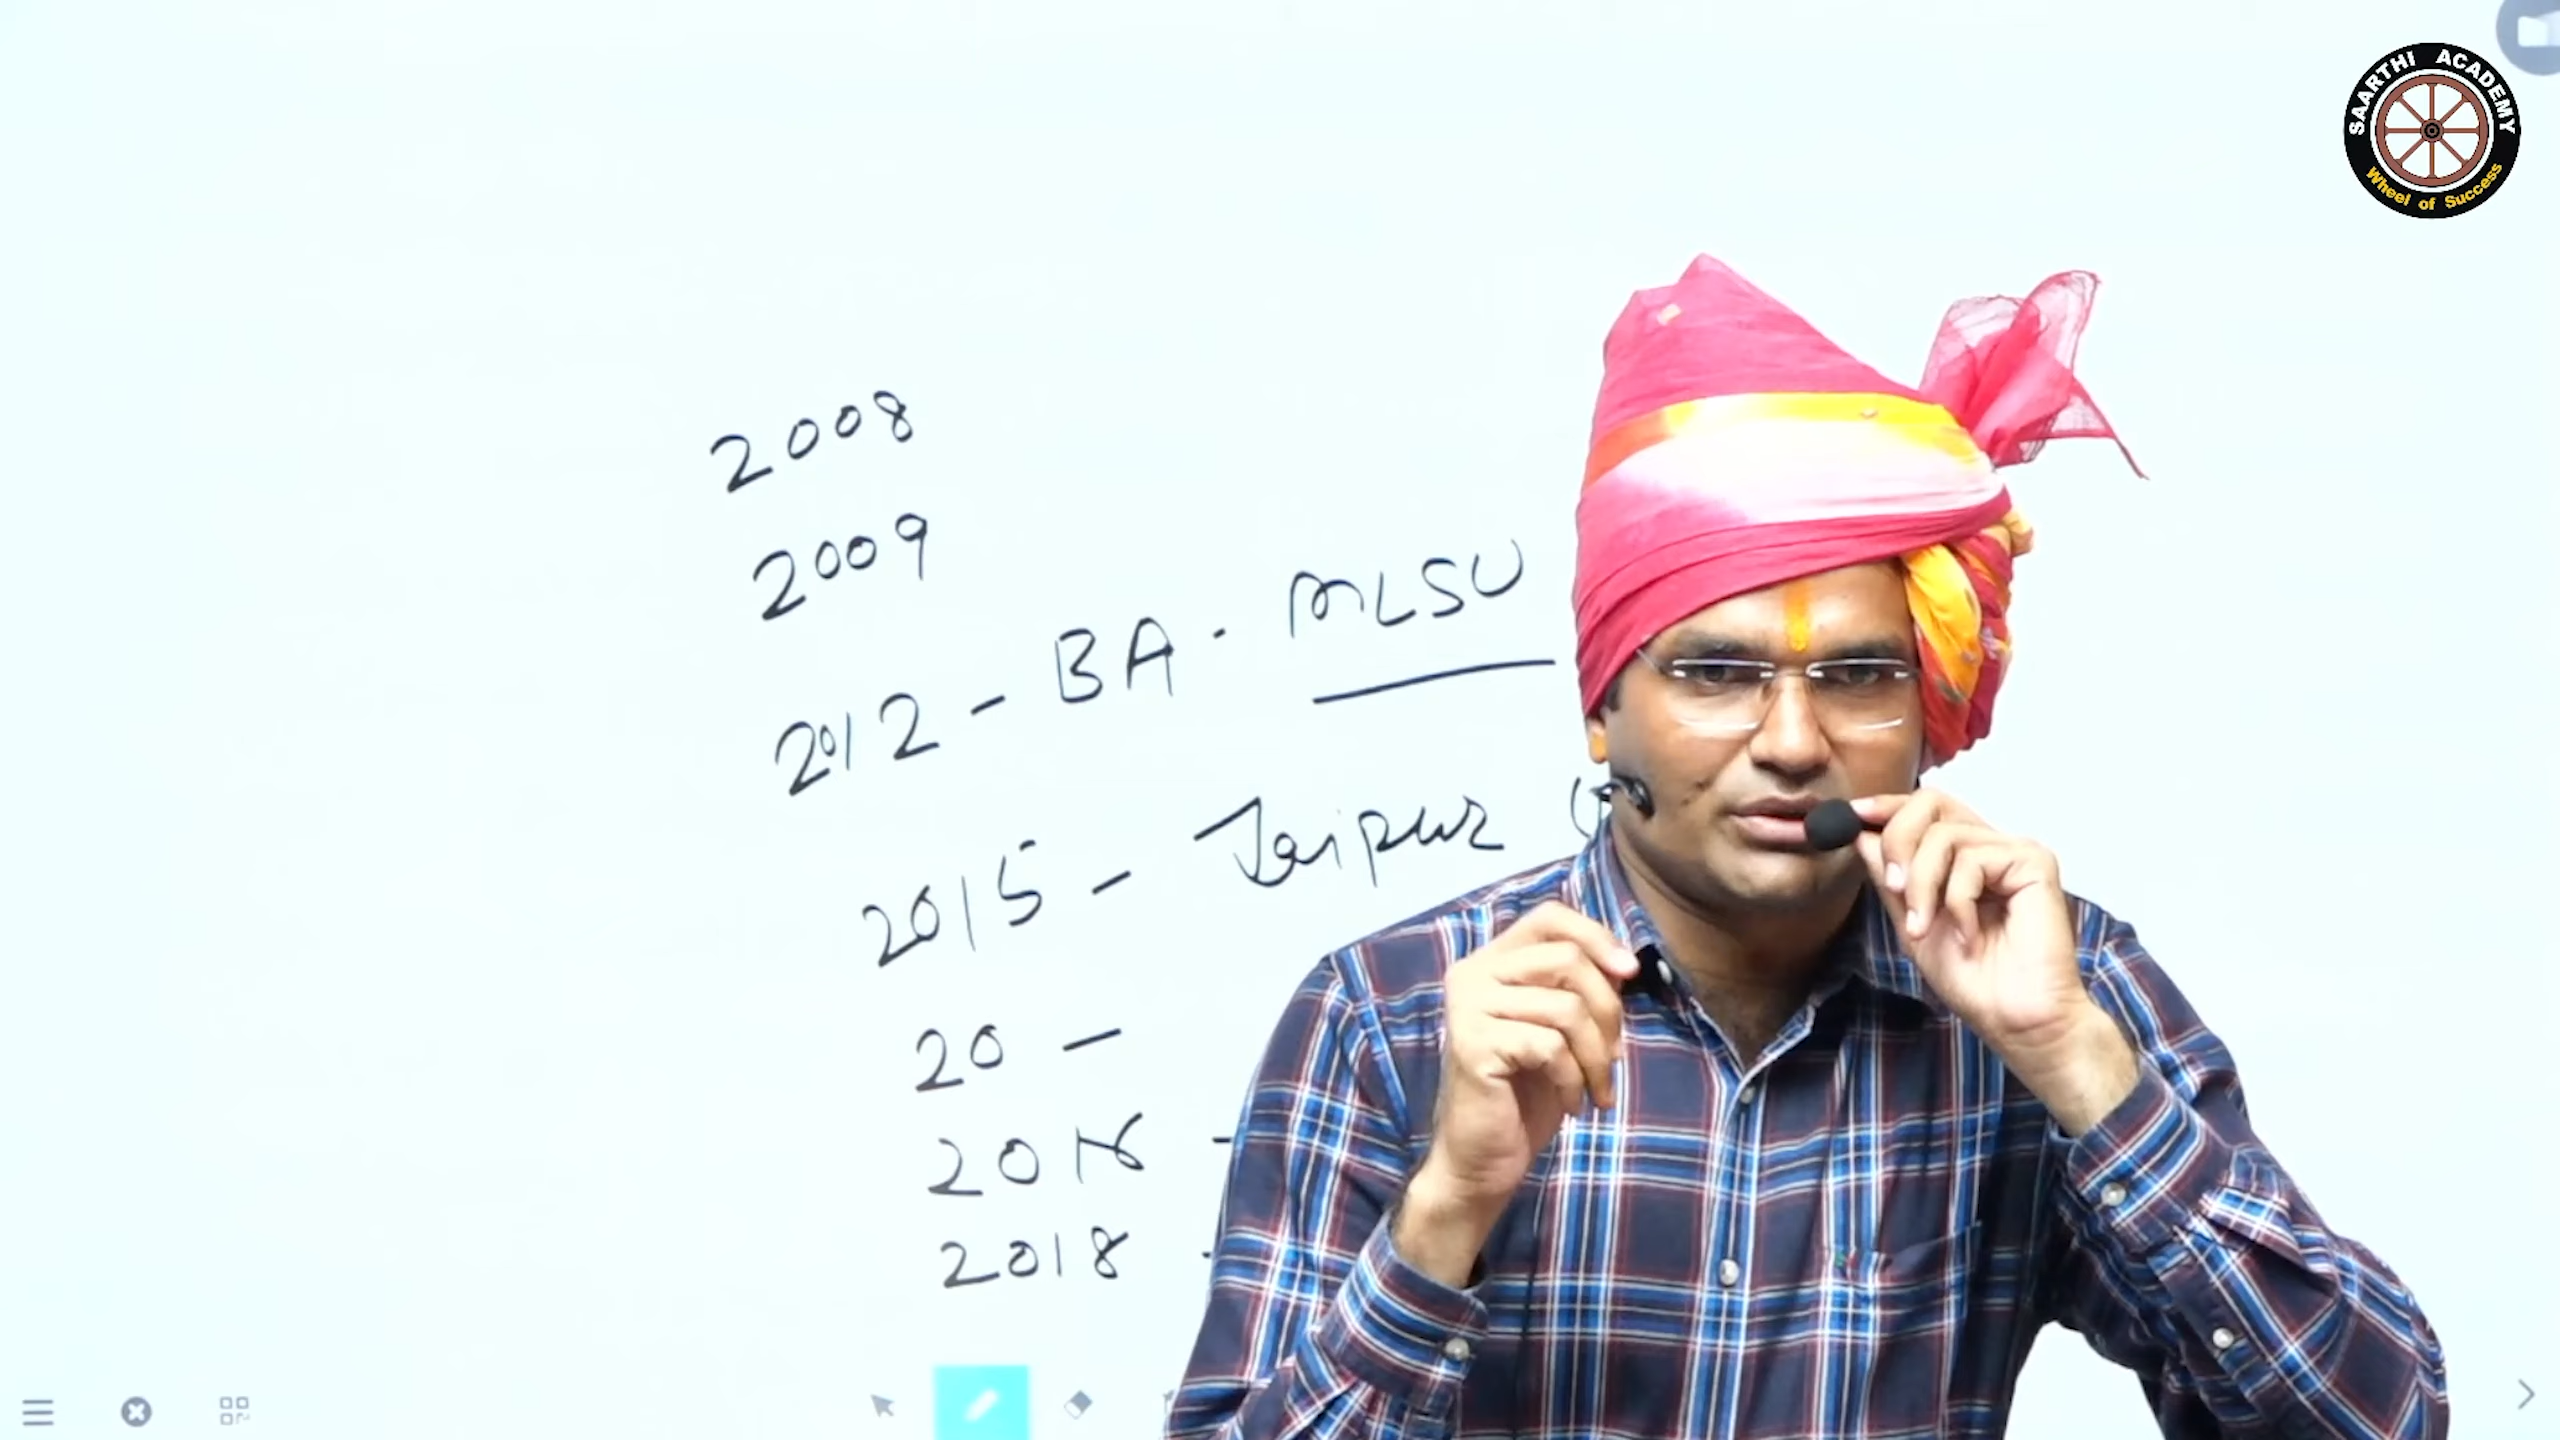 SAARTHI ACADEMY
Wheel of Success
2008
2009
2012 - BA. MLSU
2015 - Jaipur
20 -
2016 -
2018 -